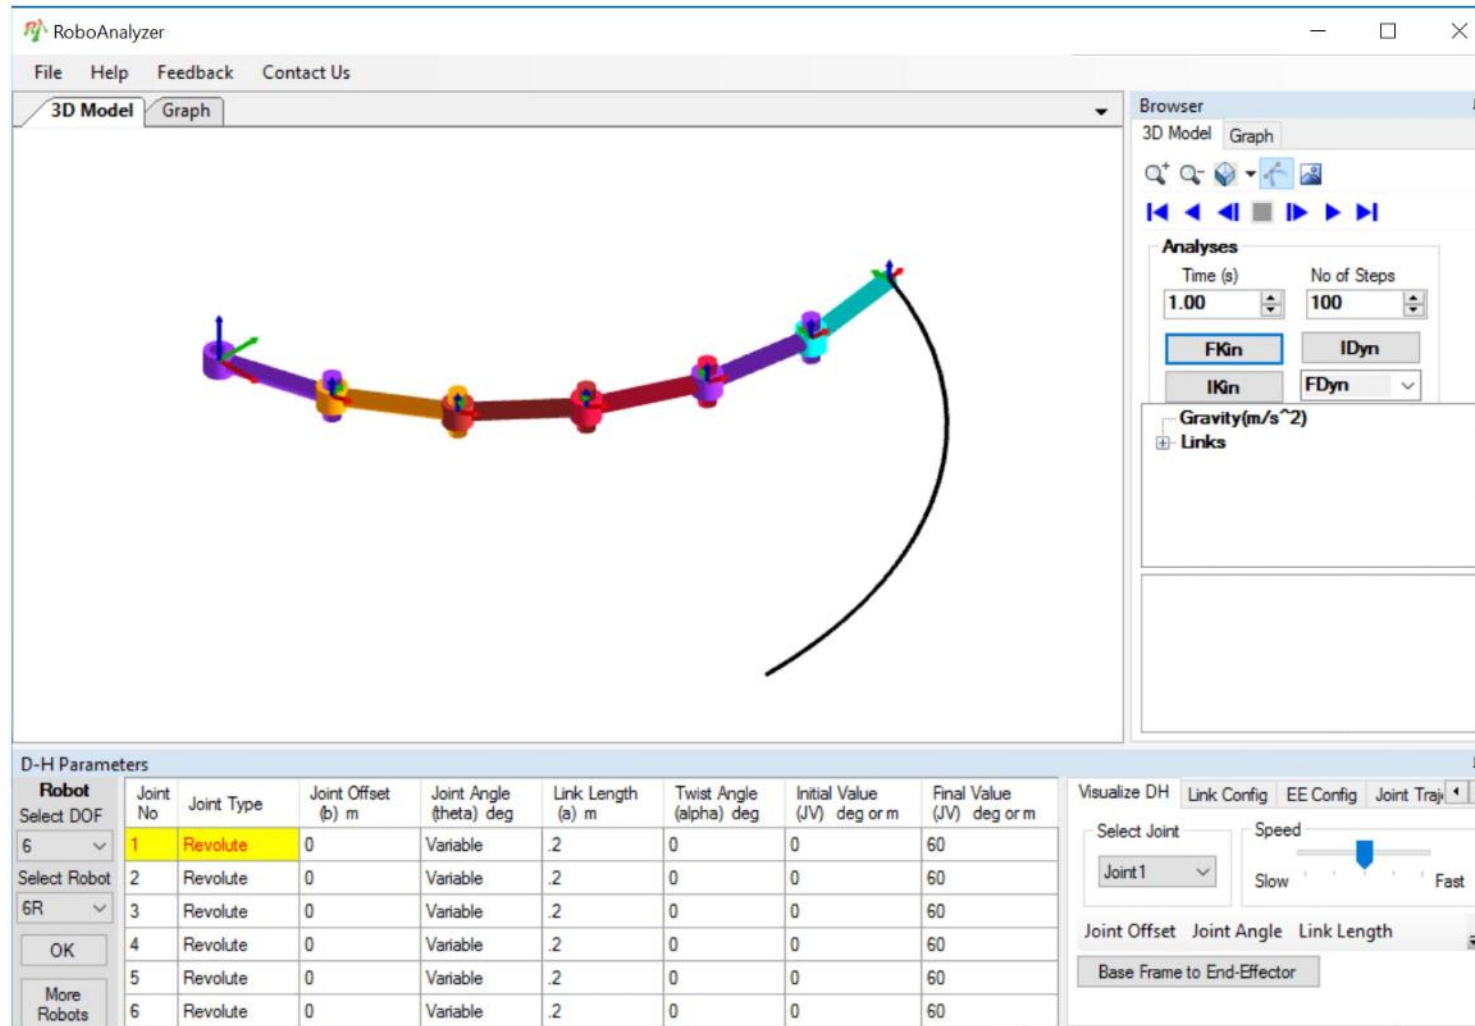 RoboAnalyzer
File Help Feedback Contact Us
3D Model Graph
Browser
3D Model Graph
Analyses
Time (s) No of Steps
1.00 100
FKin IDyn
IKin FDyn
Gravity(m/s^2)
Links
D-H Parameters
Robot
Select DOF
6
Select Robot
6R
OK
More
Robots
Joint No Joint Type Joint Offset (b) m Joint Angle (theta) deg Link Length (a) m Twist Angle (alpha) deg Initial Value (JV) deg or m Final Value (JV) deg or m
1 Revolute 0 Variable .2 0 0 60
2 Revolute 0 Variable .2 0 0 60
3 Revolute 0 Variable .2 0 0 60
4 Revolute 0 Variable .2 0 0 60
5 Revolute 0 Variable .2 0 0 60
6 Revolute 0 Variable .2 0 0 60
Visualize DH Link Config EE Config Joint Traj
Select Joint Speed
Joint1
Slow Fast
Joint Offset Joint Angle Link Length
Base Frame to End-Effector